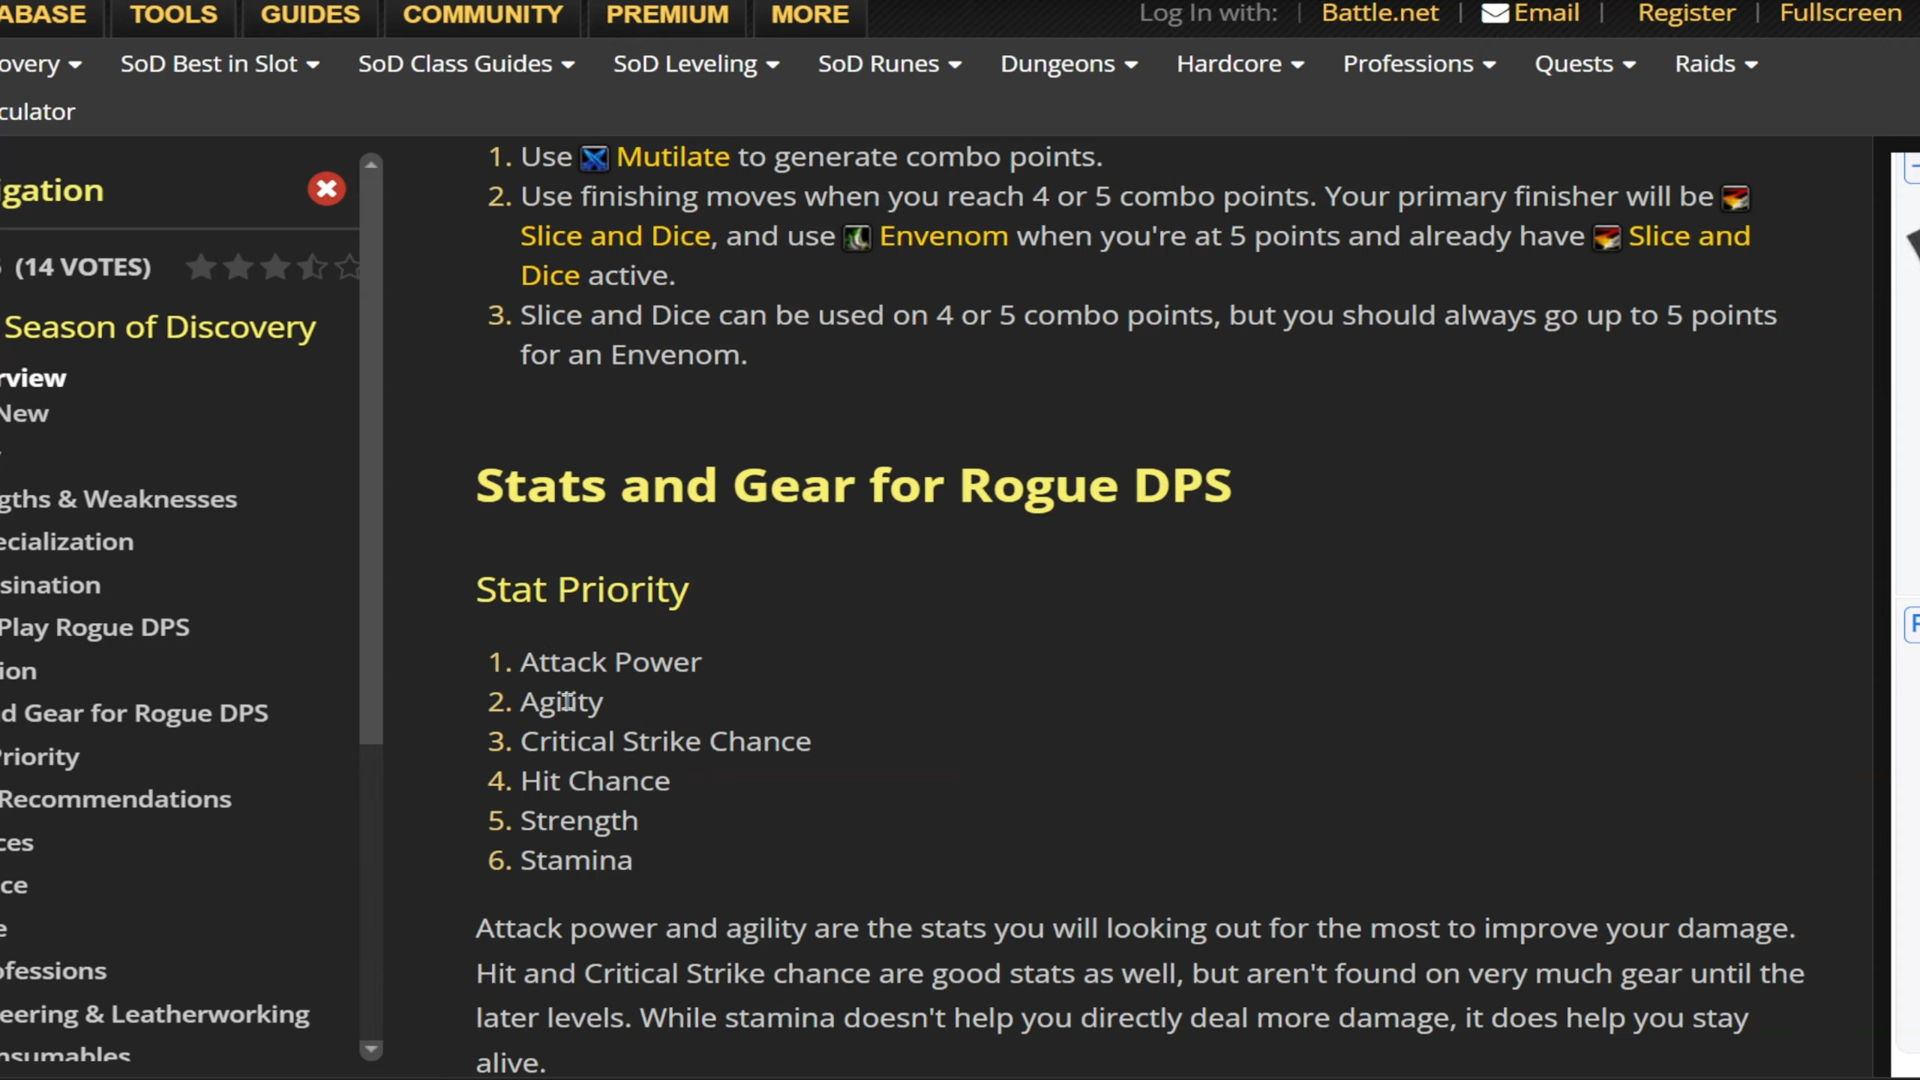 ABASE TOOLS GUIDES COMMUNITY PREMIUM MORE Log In with: | Battle.net | Email | Register | Fullscreen
overy SoD Best in Slot SoD Class Guides SoD Leveling SoD Runes Dungeons Hardcore Professions Quests Raids
culator
igation
(14 VOTES)
Season of Discovery
rview
New
gths & Weaknesses
ecialization
sination
Play Rogue DPS
ion
d Gear for Rogue DPS
Priority
Recommendations
ces
ce
e
ofessions
eering & Leatherworking
nsumables
1. Use Mutilate to generate combo points.
2. Use finishing moves when you reach 4 or 5 combo points. Your primary finisher will be
Slice and Dice, and use Envenom when you're at 5 points and already have Slice and
Dice active.
3. Slice and Dice can be used on 4 or 5 combo points, but you should always go up to 5 points
for an Envenom.
Stats and Gear for Rogue DPS
Stat Priority
1. Attack Power
2. Agility
3. Critical Strike Chance
4. Hit Chance
5. Strength
6. Stamina
Attack power and agility are the stats you will looking out for the most to improve your damage.
Hit and Critical Strike chance are good stats as well, but aren't found on very much gear until the
later levels. While stamina doesn't help you directly deal more damage, it does help you stay
alive.